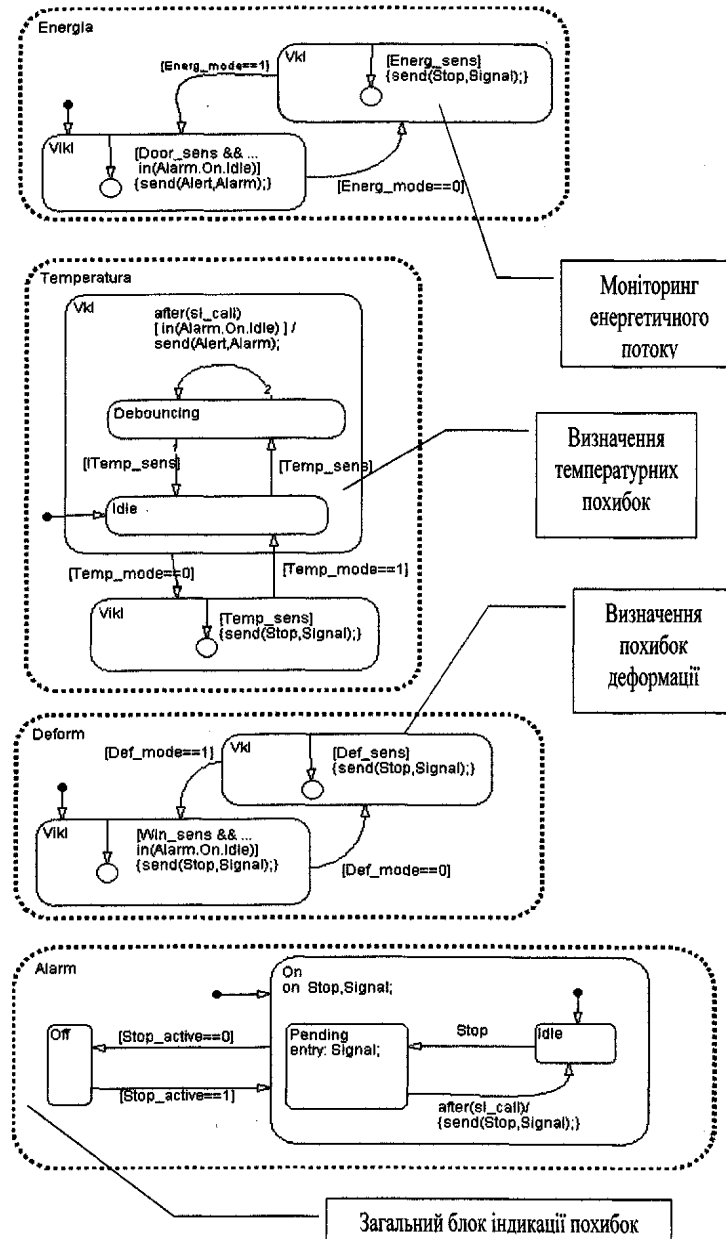 Energia
Vkl
[Energ_sens]
{send(Stop,Signal);}
[Energ_mode==1]
Vikl
[Door_sens && ...
in(Alarm.On.Idle)]
{send(Alert,Alarm);}
[Energ_mode==0]
Моніторинг
енергетичного
потоку
Temperatura
Vkl
after(sl_call)
[ in(Alarm.On.Idle) ] /
send(Alert,Alarm);
2
Debouncing
[!Temp_sens]
[Temp_sens]
Idle
[Temp_mode==0]
[Temp_mode==1]
Vikl
[Temp_sens]
{send(Stop,Signal);}
Визначення
температурних
похибок
Визначення
похибок
деформації
Deform
[Def_mode==1]
Vkl
[Def_sens]
{send(Stop,Signal);}
Vikl
[Win_sens && ...
in(Alarm.On.Idle)]
{send(Stop,Signal);}
[Def_mode==0]
Alarm
On
on Stop,Signal;
Off
[Stop_active==0]
[Stop_active==1]
Pending
entry: Signal;
Stop
Idle
after(sl_call)/
{send(Stop,Signal);}
Загальний блок індикації похибок